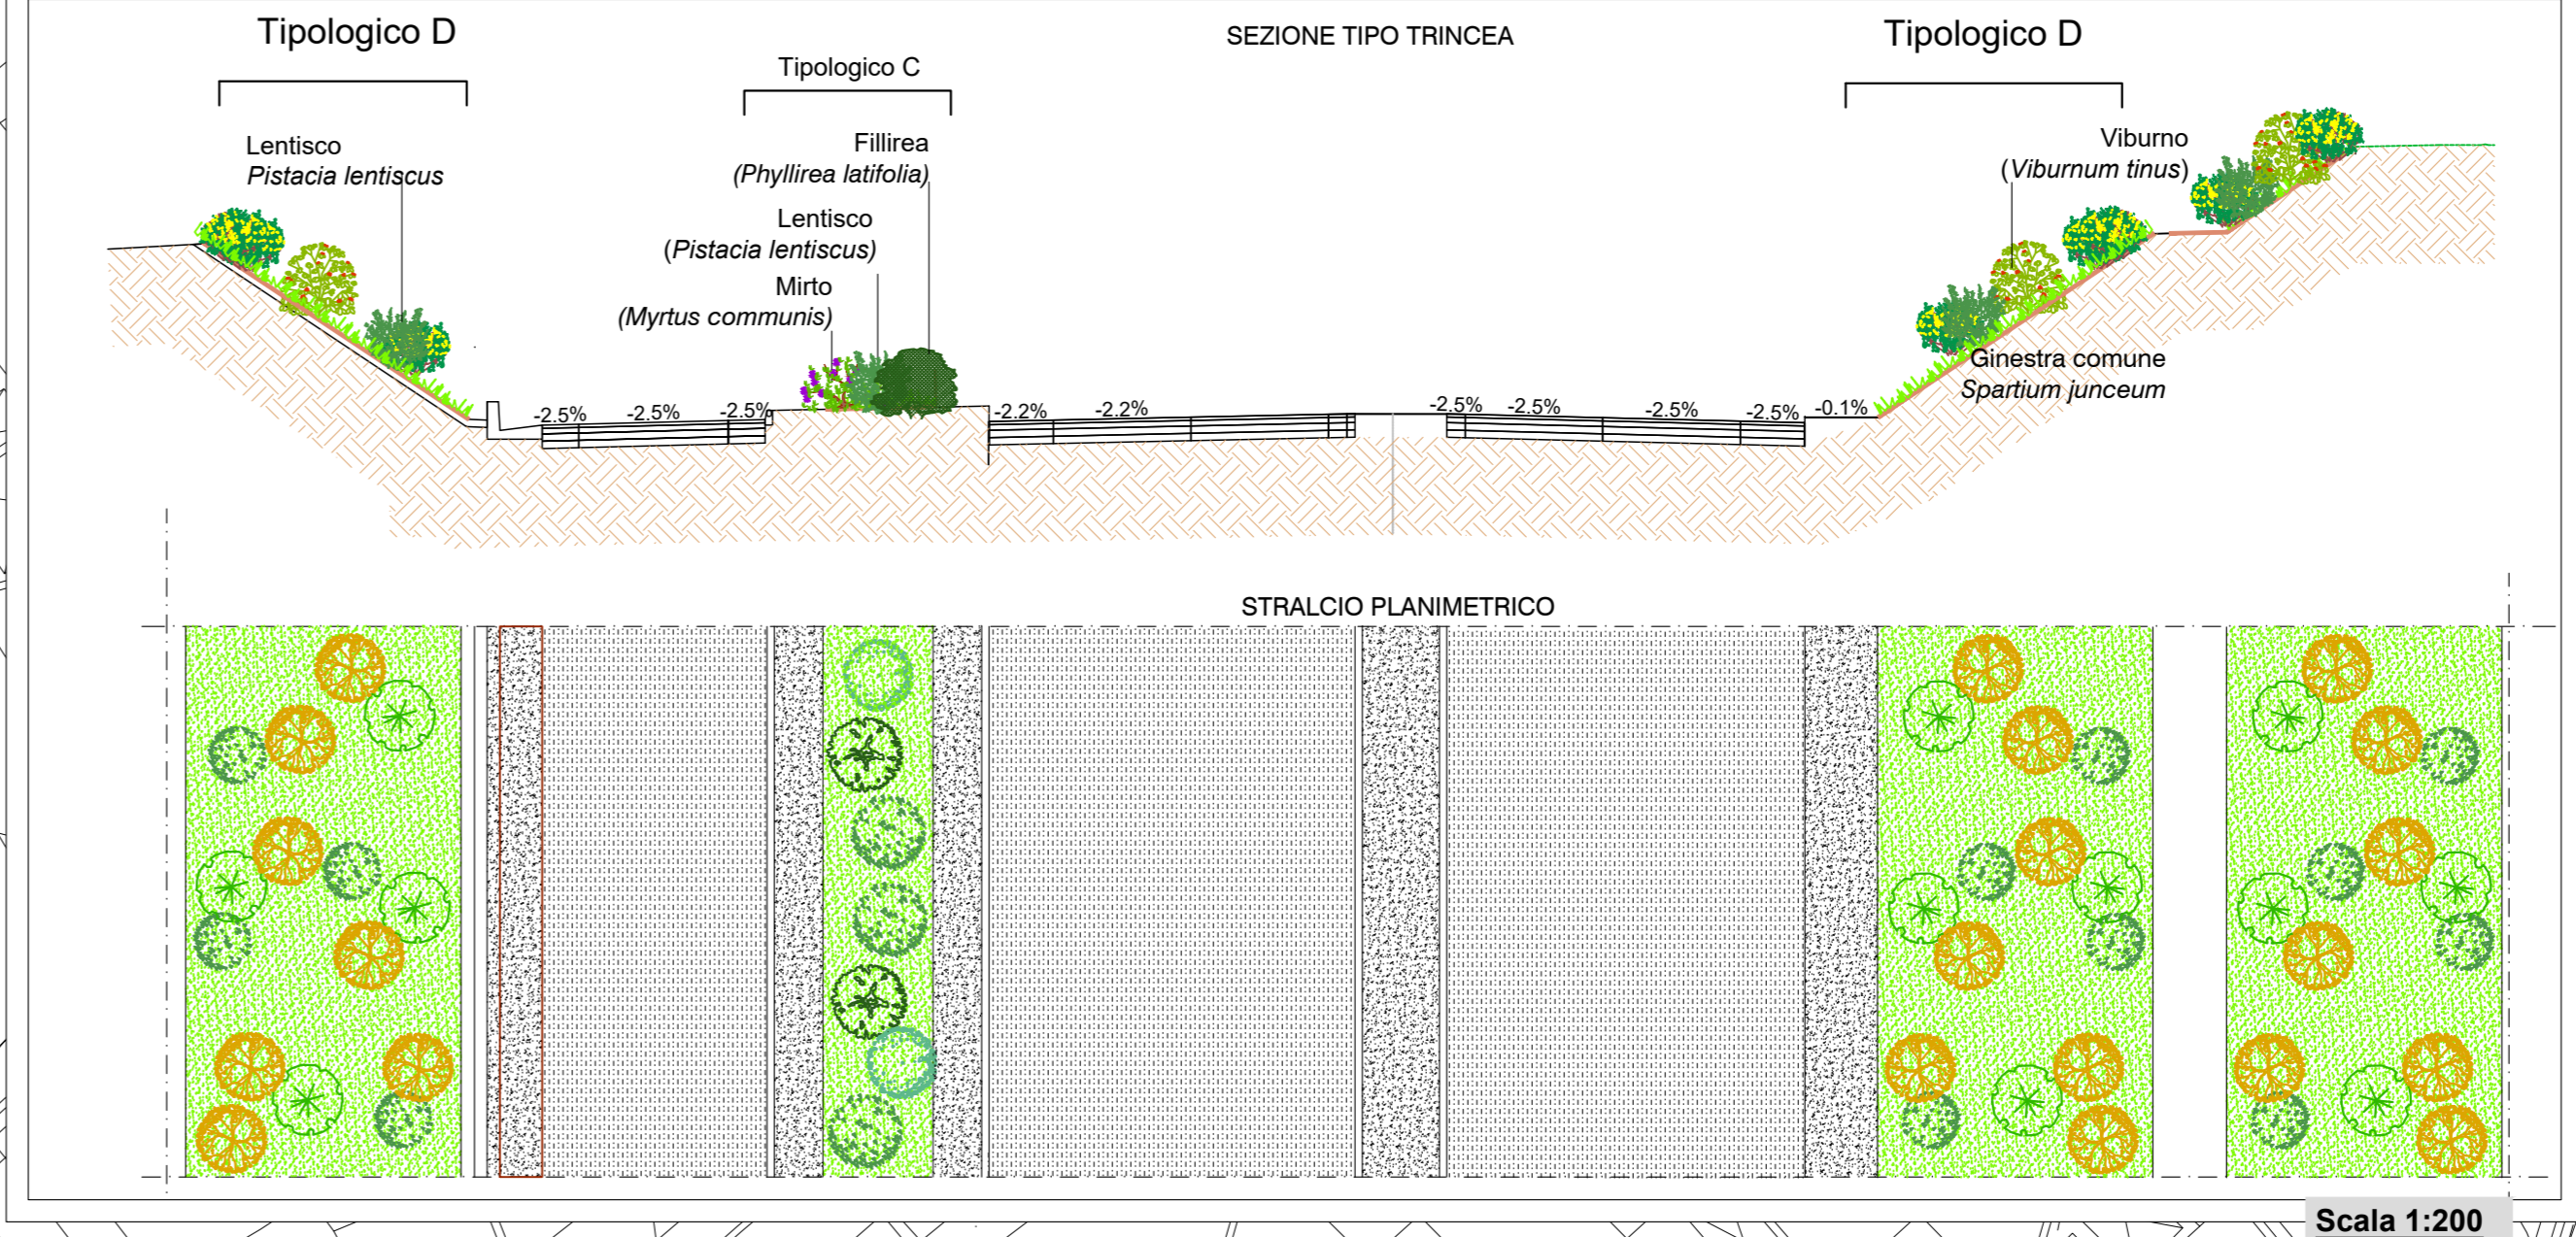 Tipologico D
SEZIONE TIPO TRINCEA
Tipologico D
Tipologico C
Lentisco
Pistacia lentiscus
Fillirea
(Phyllirea latifolia)
Lentisco
(Pistacia lentiscus)
Mirto
(Myrtus communis)
Viburno
(Viburnum tinus)
Ginestra comune
Spartium junceum
-2.5% -2.5% -2.5% -2.2% -2.2% -2.5% -2.5% -2.5% -2.5% -0.1%
STRALCIO PLANIMETRICO
Scala 1:200